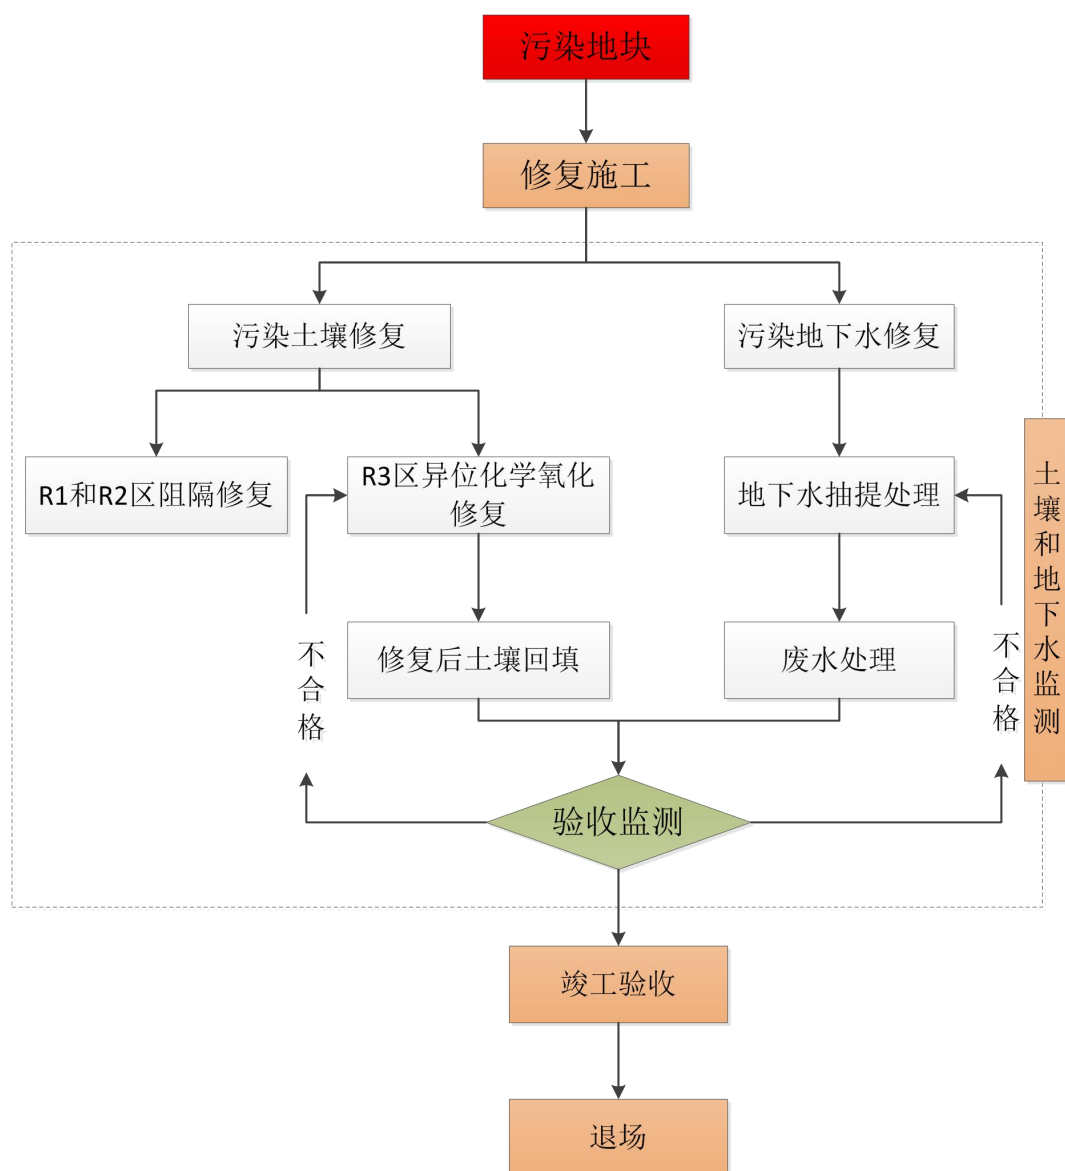 污染地块
修复施工
污染土壤修复
污染地下水修复
R1和R2区阻隔修复
R3区异位化学氧化
修复
地下水抽提处理
土壤和地下水监测
不合格
修复后土壤回填
废水处理
不合格
验收监测
竣工验收
退场